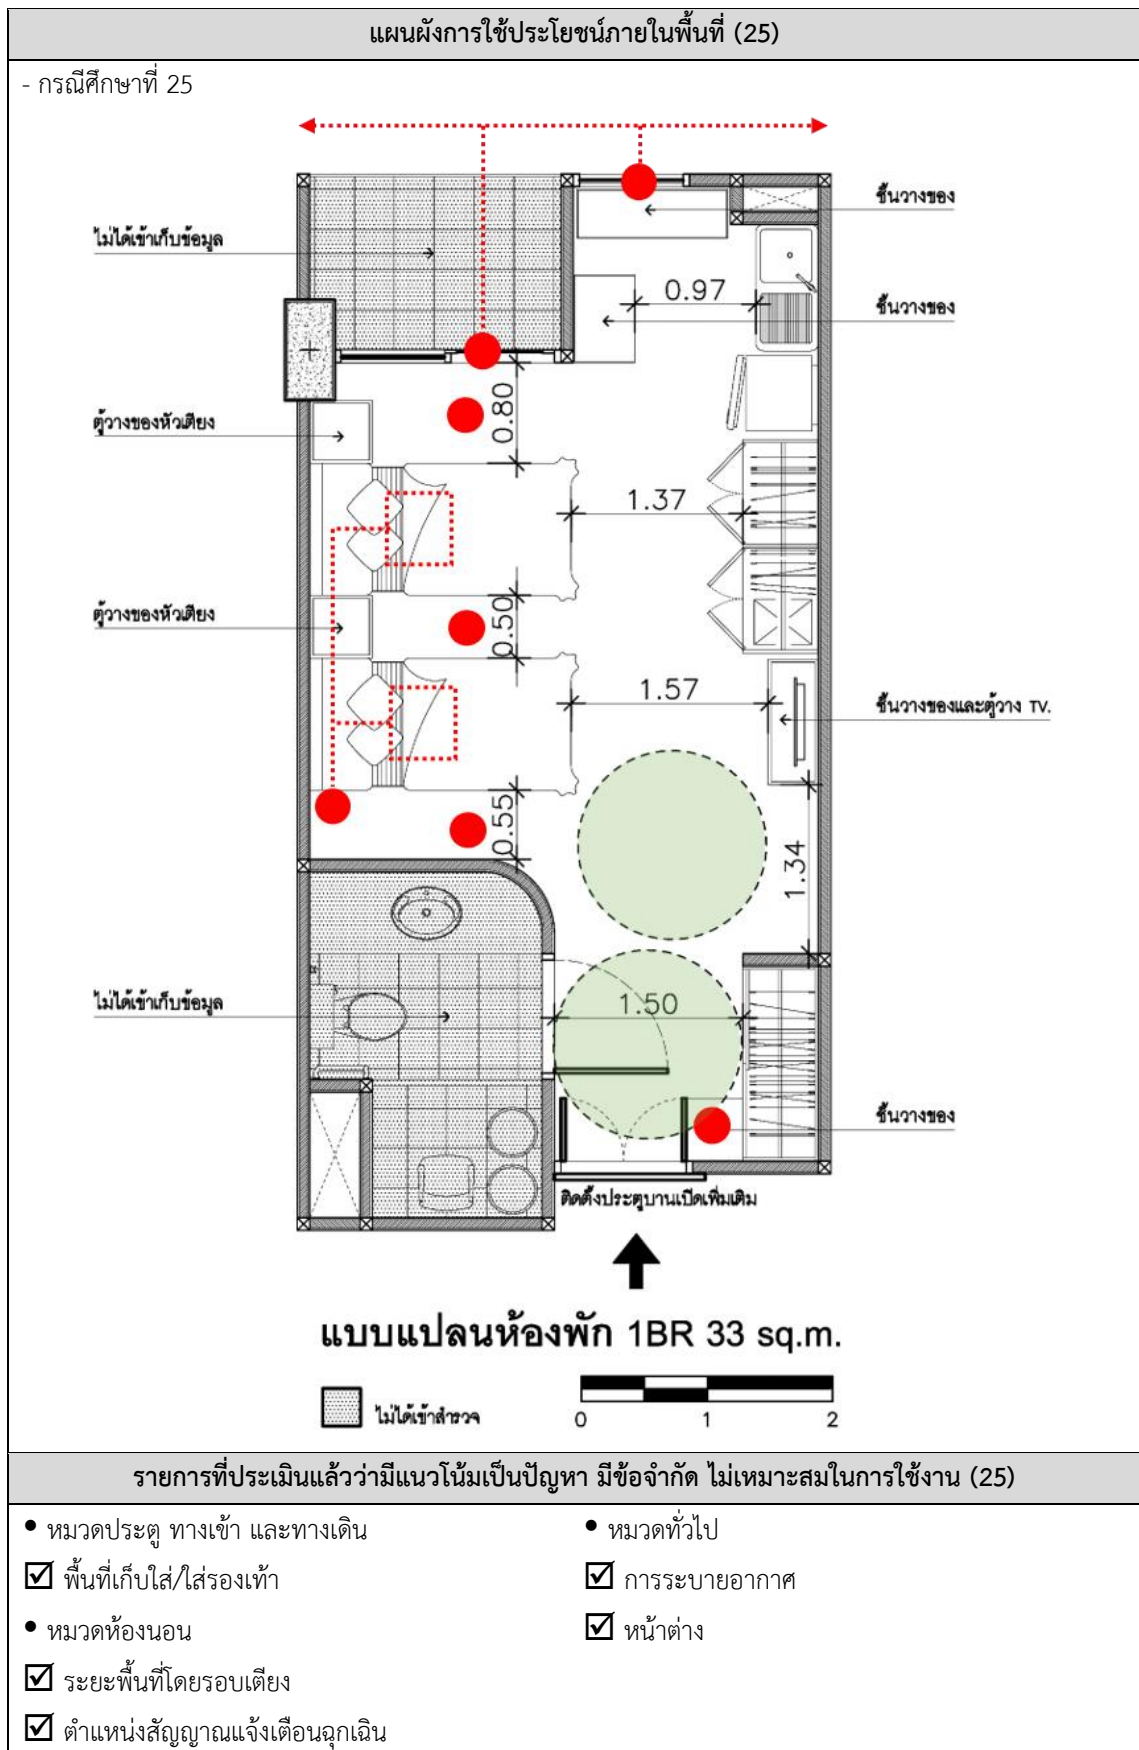 แผนผังการใช้ประโยชน์ภายในพื้นที่ (25)
- กรณีศึกษาที่ 25
ชั้นวางของ
ไม่ได้เข้าเก็บข้อมูล
0.97
ชั้นวางของ
0.80
ตู้วางของหัวเตียง
1.37
ตู้วางของหัวเตียง
0.50
1.57
ชั้นวางของและตู้วาง TV.
0.55
1.34
ไม่ได้เข้าเก็บข้อมูล
1.50
ชั้นวางของ
ติดตั้งประตูบานเปิดเพิ่มเติม
แบบแปลนห้องพัก 1BR 33 sq.m.
ไม่ได้เข้าสำรวจ
0 1 2
รายการที่ประเมินแล้วว่ามีแนวโน้มเป็นปัญหา มีข้อจำกัด ไม่เหมาะสมในการใช้งาน (25)
• หมวดประตู ทางเข้า และทางเดิน
☑ พื้นที่เก็บใส่/ใส่รองเท้า
• หมวดห้องนอน
☑ ระยะพื้นที่โดยรอบเตียง
☑ ตำแหน่งสัญญาณแจ้งเตือนฉุกเฉิน
• หมวดทั่วไป
☑ การระบายอากาศ
☑ หน้าต่าง